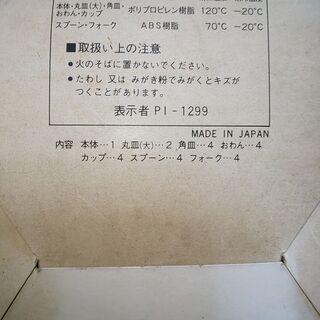 本体・丸皿(大)・角皿・
おわん・カップ ポリプロピレン樹脂 120℃ −20℃
スプーン・フォーク ABS樹脂 70℃ −20℃
■取扱い上の注意
●火のそばに置かないでください。
●たわし 又は みがき粉でみがくとキズが
つくことがあります。
表示者 PI-1299
MADE IN JAPAN
内容 本体…1 丸皿(大)…2 角皿…4 おわん…4
カップ…4 スプーン…4 フォーク…4